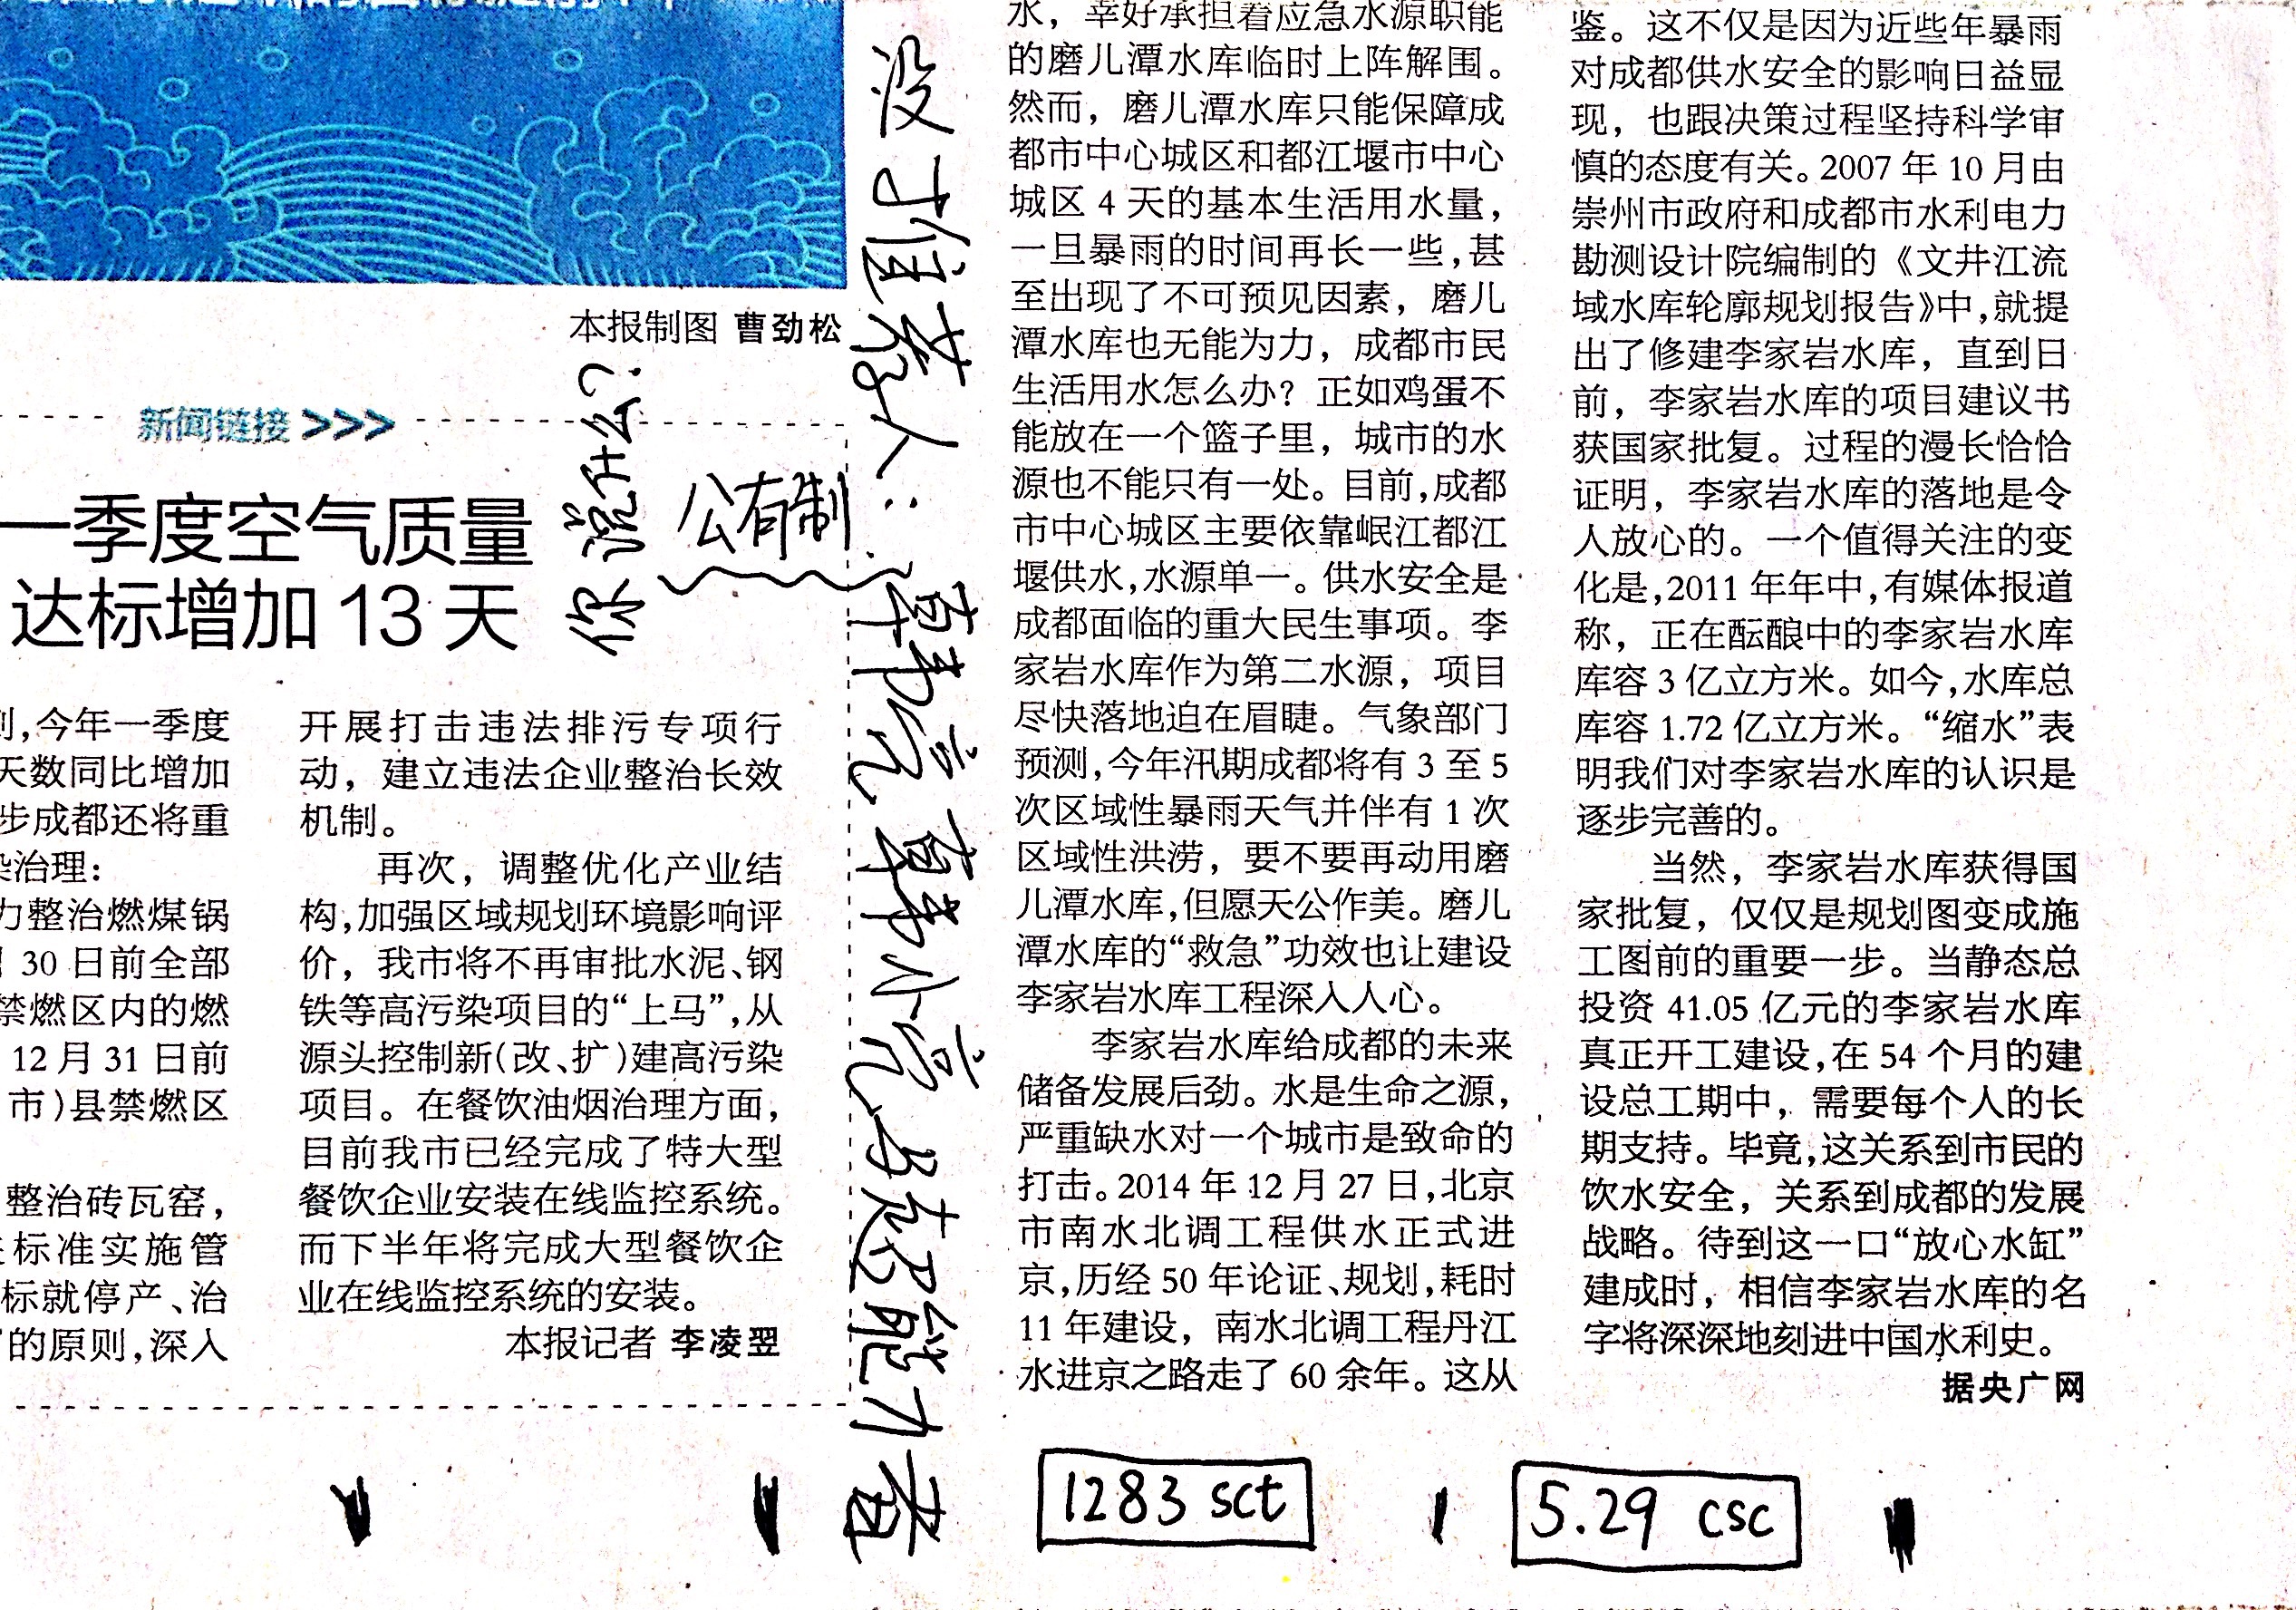 本报制图 曹劲松
新闻链接 >>>
一季度空气质量
达标增加 13 天
到,今年一季度
天数同比增加
步成都还将重
染治理:
力整治燃煤锅
30 日前全部
禁燃区内的燃
12 月 31 日前
市)县禁燃区
整治砖瓦窑,
标准实施管
标就停产、治
的原则,深入
开展打击违法排污专项行
动，建立违法企业整治长效
机制。
再次，调整优化产业结
构,加强区域规划环境影响评
价，我市将不再审批水泥、钢
铁等高污染项目的“上马”,从
源头控制新(改、扩)建高污染
项目。在餐饮油烟治理方面,
目前我市已经完成了特大型
餐饮企业安装在线监控系统。
而下半年将完成大型餐饮企
业在线监控系统的安装。
本报记者 李凌翌
你说什么?
公有制
水，幸好承担着应急水源职能
的磨儿潭水库临时上阵解围。
然而，磨儿潭水库只能保障成
都市中心城区和都江堰市中心
城区 4 天的基本生活用水量,
一旦暴雨的时间再长一些,甚
至出现了不可预见因素，磨儿
潭水库也无能为力，成都市民
生活用水怎么办？正如鸡蛋不
能放在一个篮子里，城市的水
源也不能只有一处。目前,成都
市中心城区主要依靠岷江都江
堰供水,水源单一。供水安全是
成都面临的重大民生事项。李
家岩水库作为第二水源，项目
尽快落地迫在眉睫。气象部门
预测,今年汛期成都将有 3 至 5
次区域性暴雨天气并伴有 1 次
区域性洪涝，要不要再动用磨
儿潭水库,但愿天公作美。磨儿
潭水库的“救急”功效也让建设
李家岩水库工程深入人心。
李家岩水库给成都的未来
储备发展后劲。水是生命之源,
严重缺水对一个城市是致命的
打击。2014 年 12 月 27 日,北京
市南水北调工程供水正式进
京,历经 50 年论证、规划,耗时
11 年建设，南水北调工程丹江
水进京之路走了 60 余年。这从
鉴。这不仅是因为近些年暴雨
对成都供水安全的影响日益显
现，也跟决策过程坚持科学审
慎的态度有关。2007 年 10 月由
崇州市政府和成都市水利电力
勘测设计院编制的《文井江流
域水库轮廓规划报告》中,就提
出了修建李家岩水库，直到日
前，李家岩水库的项目建议书
获国家批复。过程的漫长恰恰
证明，李家岩水库的落地是令
人放心的。一个值得关注的变
化是,2011 年年中,有媒体报道
称，正在酝酿中的李家岩水库
库容 3 亿立方米。如今,水库总
库容 1.72 亿立方米。“缩水”表
明我们对李家岩水库的认识是
逐步完善的。
当然，李家岩水库获得国
家批复，仅仅是规划图变成施
工图前的重要一步。当静态总
投资 41.05 亿元的李家岩水库
真正开工建设,在 54 个月的建
设总工期中，需要每个人的长
期支持。毕竟,这关系到市民的
饮水安全，关系到成都的发展
战略。待到这一口“放心水缸”
建成时，相信李家岩水库的名
字将深深地刻进中国水利史。
据央广网
1283 sct
5.29 csc